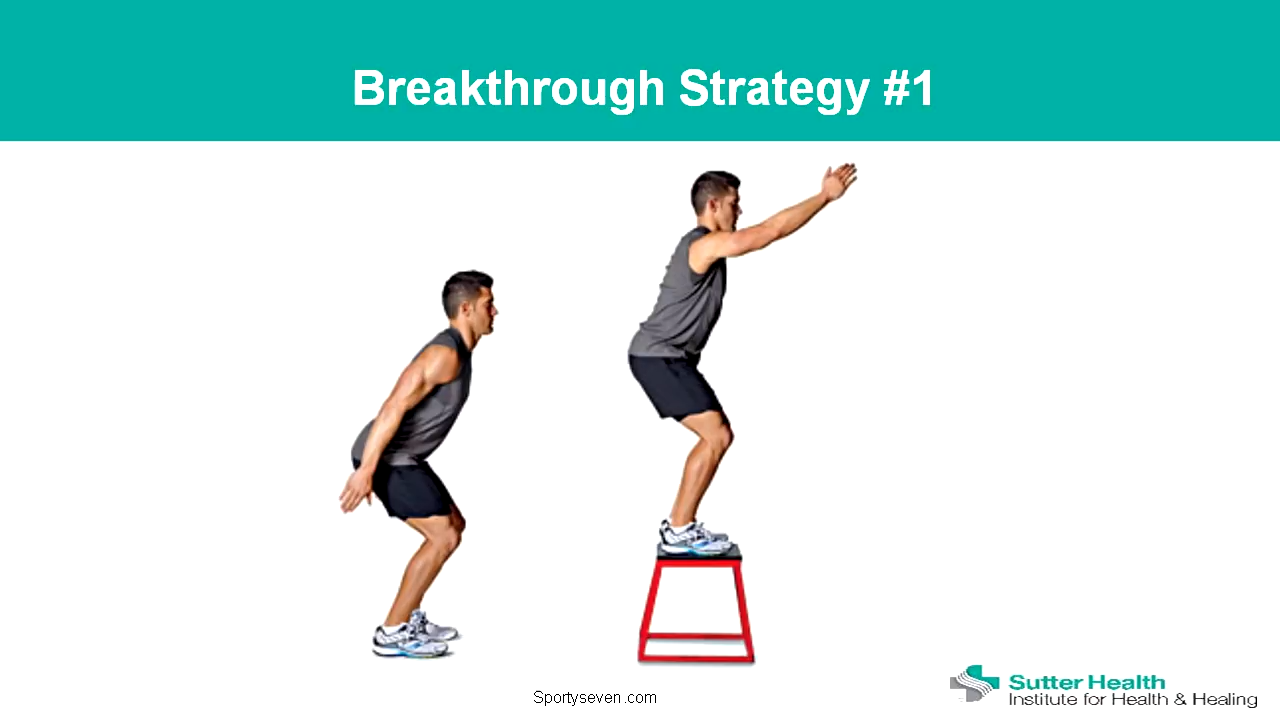 Breakthrough Strategy #1
Sportyseven.com
Sutter Health
Institute for Health & Healing